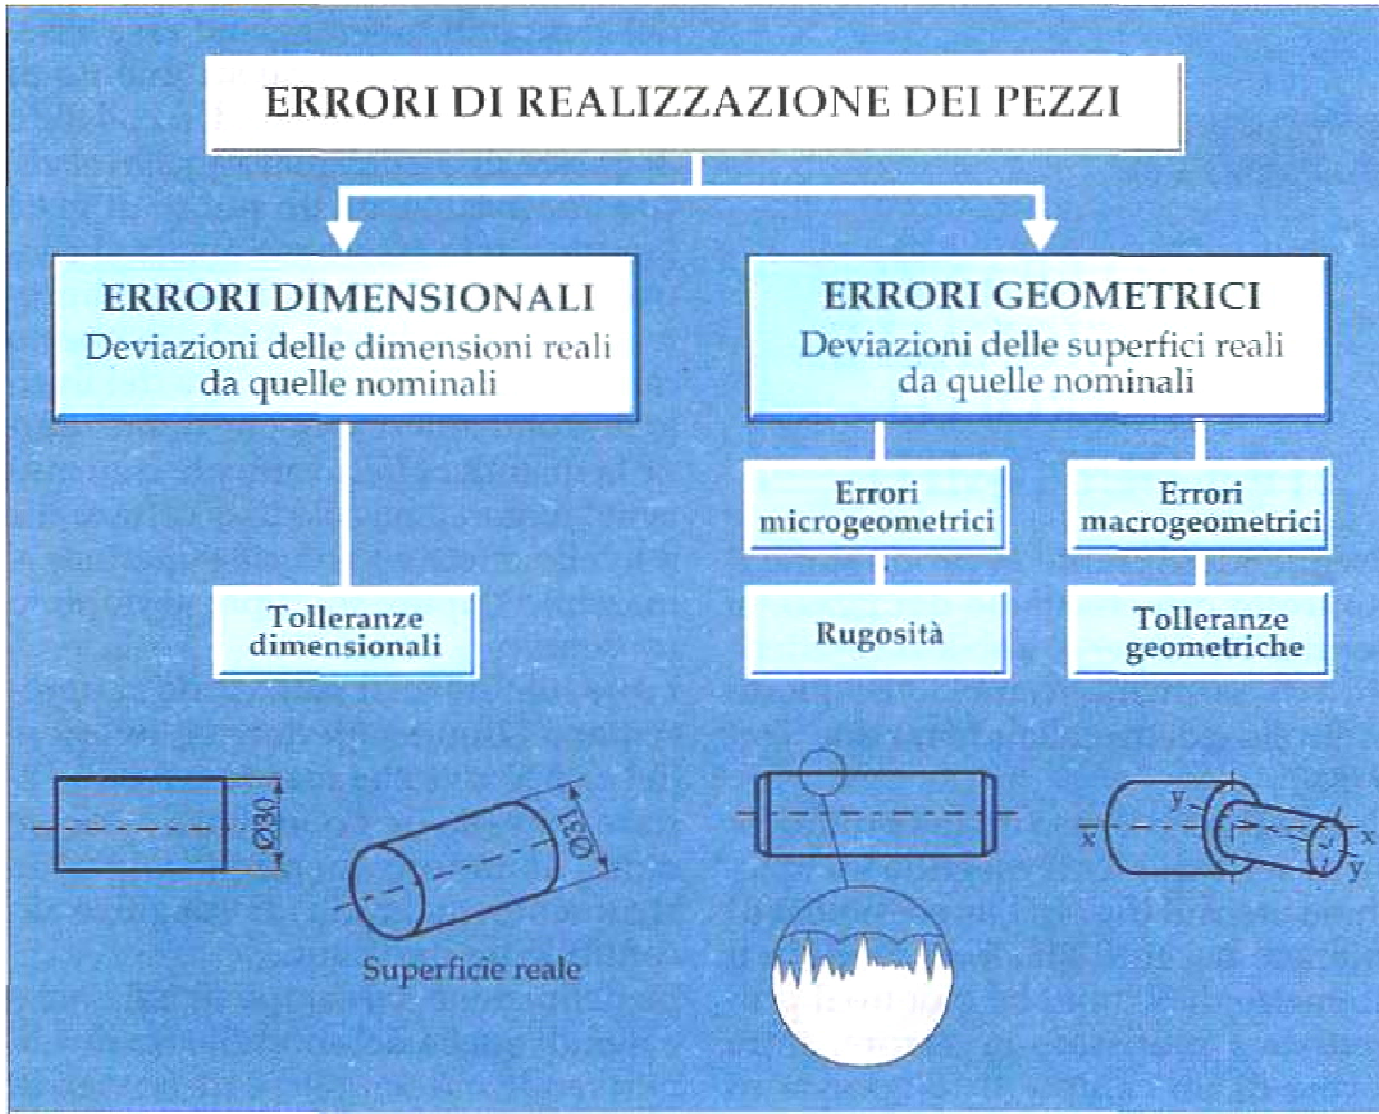 ERRORI DI REALIZZAZIONE DEI PEZZI
ERRORI DIMENSIONALI
Deviazioni delle dimensioni reali
da quelle nominali
ERRORI GEOMETRICI
Deviazioni delle superfici reali
da quelle nominali
Errori
microgeometrici
Errori
macrogeometrici
Tolleranze
dimensionali
Rugosità
Tolleranze
geometriche
Ø30
Ø31
Superficie reale
x
y
x
y